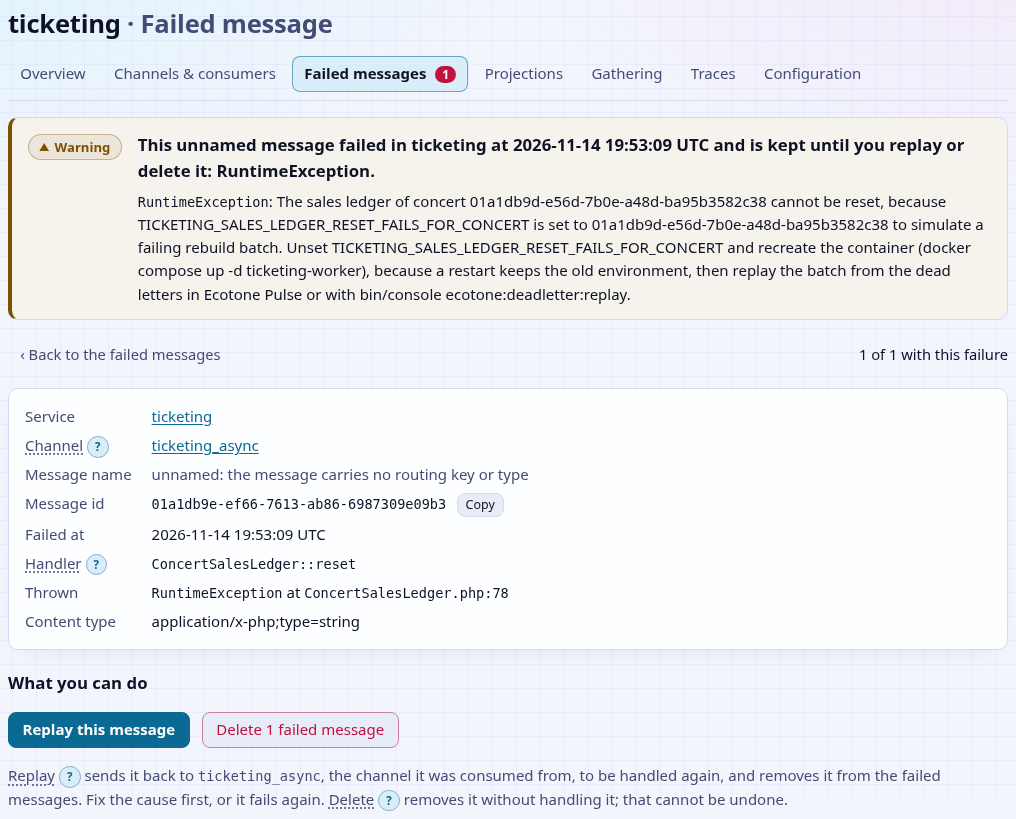 ticketing · Failed message
Overview
Channels & consumers
Failed messages 1
Projections
Gathering
Traces
Configuration
▲ Warning
This unnamed message failed in ticketing at 2026-11-14 19:53:09 UTC and is kept until you replay or
delete it: RuntimeException.
RuntimeException: The sales ledger of concert 01a1db9d-e56d-7b0e-a48d-ba95b3582c38 cannot be reset, because
TICKETING_SALES_LEDGER_RESET_FAILS_FOR_CONCERT is set to 01a1db9d-e56d-7b0e-a48d-ba95b3582c38 to simulate a
failing rebuild batch. Unset TICKETING_SALES_LEDGER_RESET_FAILS_FOR_CONCERT and recreate the container (docker
compose up -d ticketing-worker), because a restart keeps the old environment, then replay the batch from the dead
letters in Ecotone Pulse or with bin/console ecotone:deadletter:replay.
‹ Back to the failed messages
1 of 1 with this failure
Service ticketing
Channel ? ticketing_async
Message name unnamed: the message carries no routing key or type
Message id 01a1db9e-ef66-7613-ab86-6987309e09b3 Copy
Failed at 2026-11-14 19:53:09 UTC
Handler ? ConcertSalesLedger::reset
Thrown RuntimeException at ConcertSalesLedger.php:78
Content type application/x-php;type=string
What you can do
Replay this message
Delete 1 failed message
Replay ? sends it back to ticketing_async, the channel it was consumed from, to be handled again, and removes it from the failed
messages. Fix the cause first, or it fails again. Delete ? removes it without handling it; that cannot be undone.